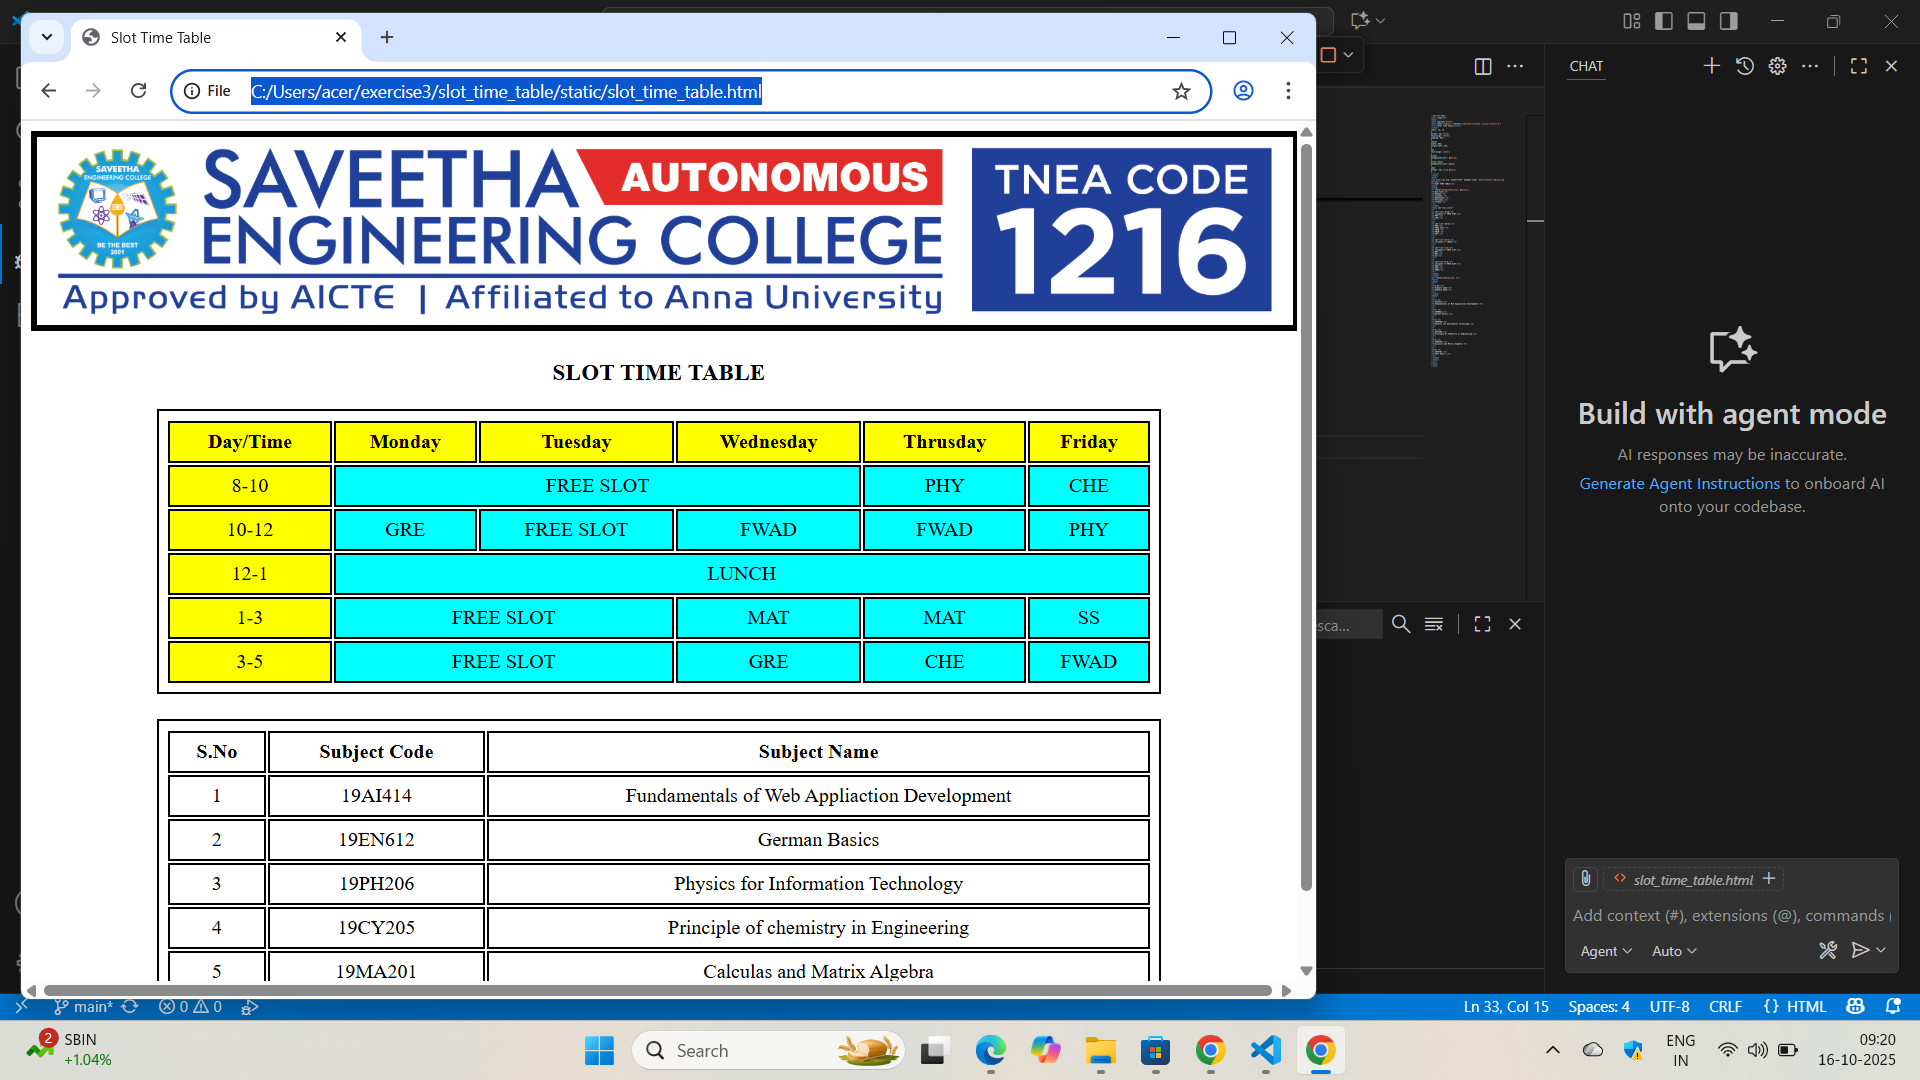 Slot Time Table
File C:/Users/acer/exercise3/slot_time_table/static/slot_time_table.html
CHAT
SAVEETHA
ENGINEERING COLLEGE
BE THE BEST
2001
SAVEETHA AUTONOMOUS
ENGINEERING COLLEGE
Approved by AICTE | Affiliated to Anna University
TNEA CODE
1216
SLOT TIME TABLE
Day/Time Monday Tuesday Wednesday Thrusday Friday
8-10 FREE SLOT PHY CHE
10-12 GRE FREE SLOT FWAD FWAD PHY
12-1 LUNCH
1-3 FREE SLOT MAT MAT SS
3-5 FREE SLOT GRE CHE FWAD
S.No Subject Code Subject Name
1 19AI414 Fundamentals of Web Appliaction Development
2 19EN612 German Basics
3 19PH206 Physics for Information Technology
4 19CY205 Principle of chemistry in Engineering
5 19MA201 Calculas and Matrix Algebra
Build with agent mode
AI responses may be inaccurate.
Generate Agent Instructions to onboard AI
onto your codebase.
slot_time_table.html
Add context (#), extensions (@), commands
Agent Auto
main* 0 0
Ln 33, Col 15 Spaces: 4 UTF-8 CRLF {} HTML
2 SBIN
+1.04%
Search
ENG
IN
09:20
16-10-2025